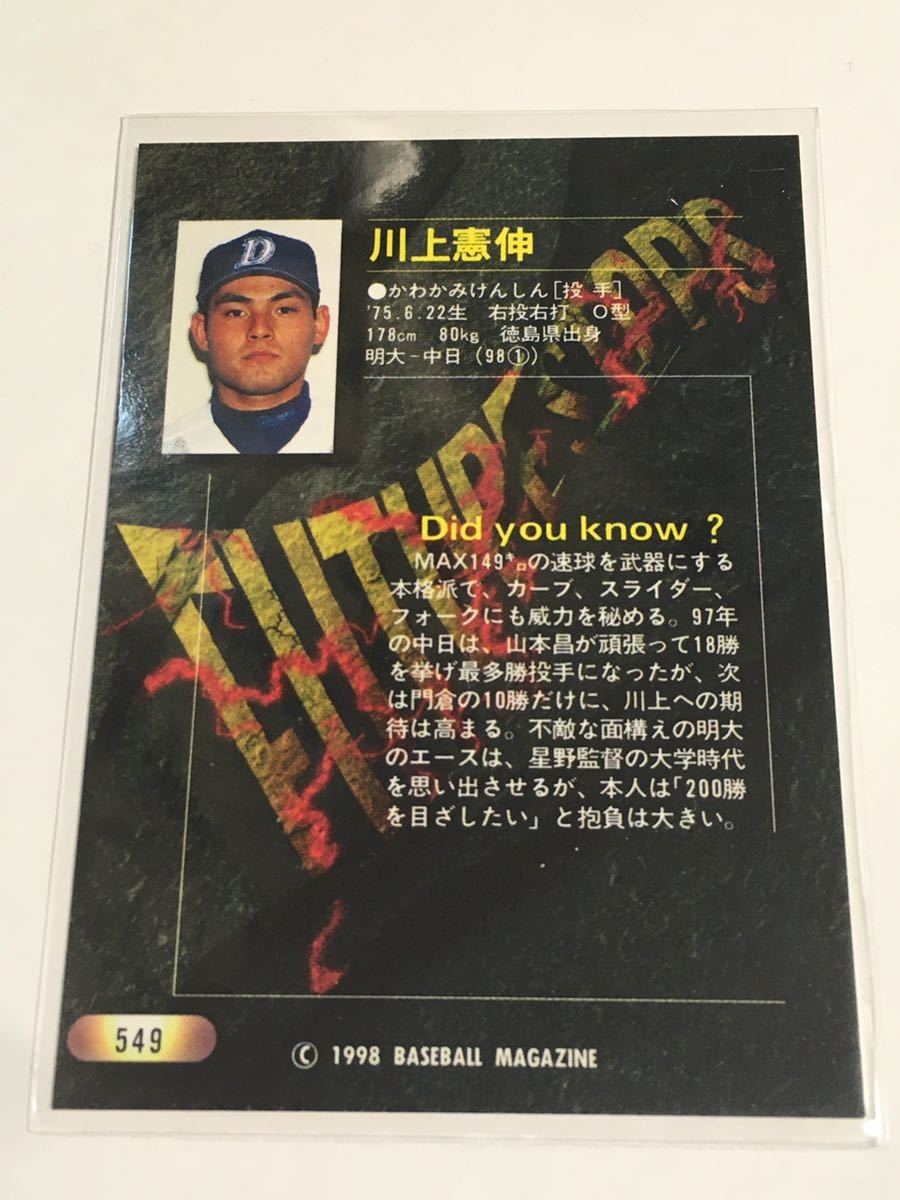 D
川上憲伸
●かわかみけんしん[投 手]
'75.6.22生 右投右打 O型
178cm 80kg 徳島県出身
明大－中日（98①）)
Did you know ?
MAX149㌔の速球を武器にする
本格派で、カーブ、スライダー、
フォークにも威力を秘める。97年
の中日は、山本昌が頑張って18勝
を挙げ最多勝投手になったが、次
は門倉の10勝だけに、川上への期
待は高まる。不敵な面構えの明大
のエースは、星野監督の大学時代
を思い出させるが、本人は「200勝
を目ざしたい」と抱負は大きい。
549
© 1998 BASEBALL MAGAZINE